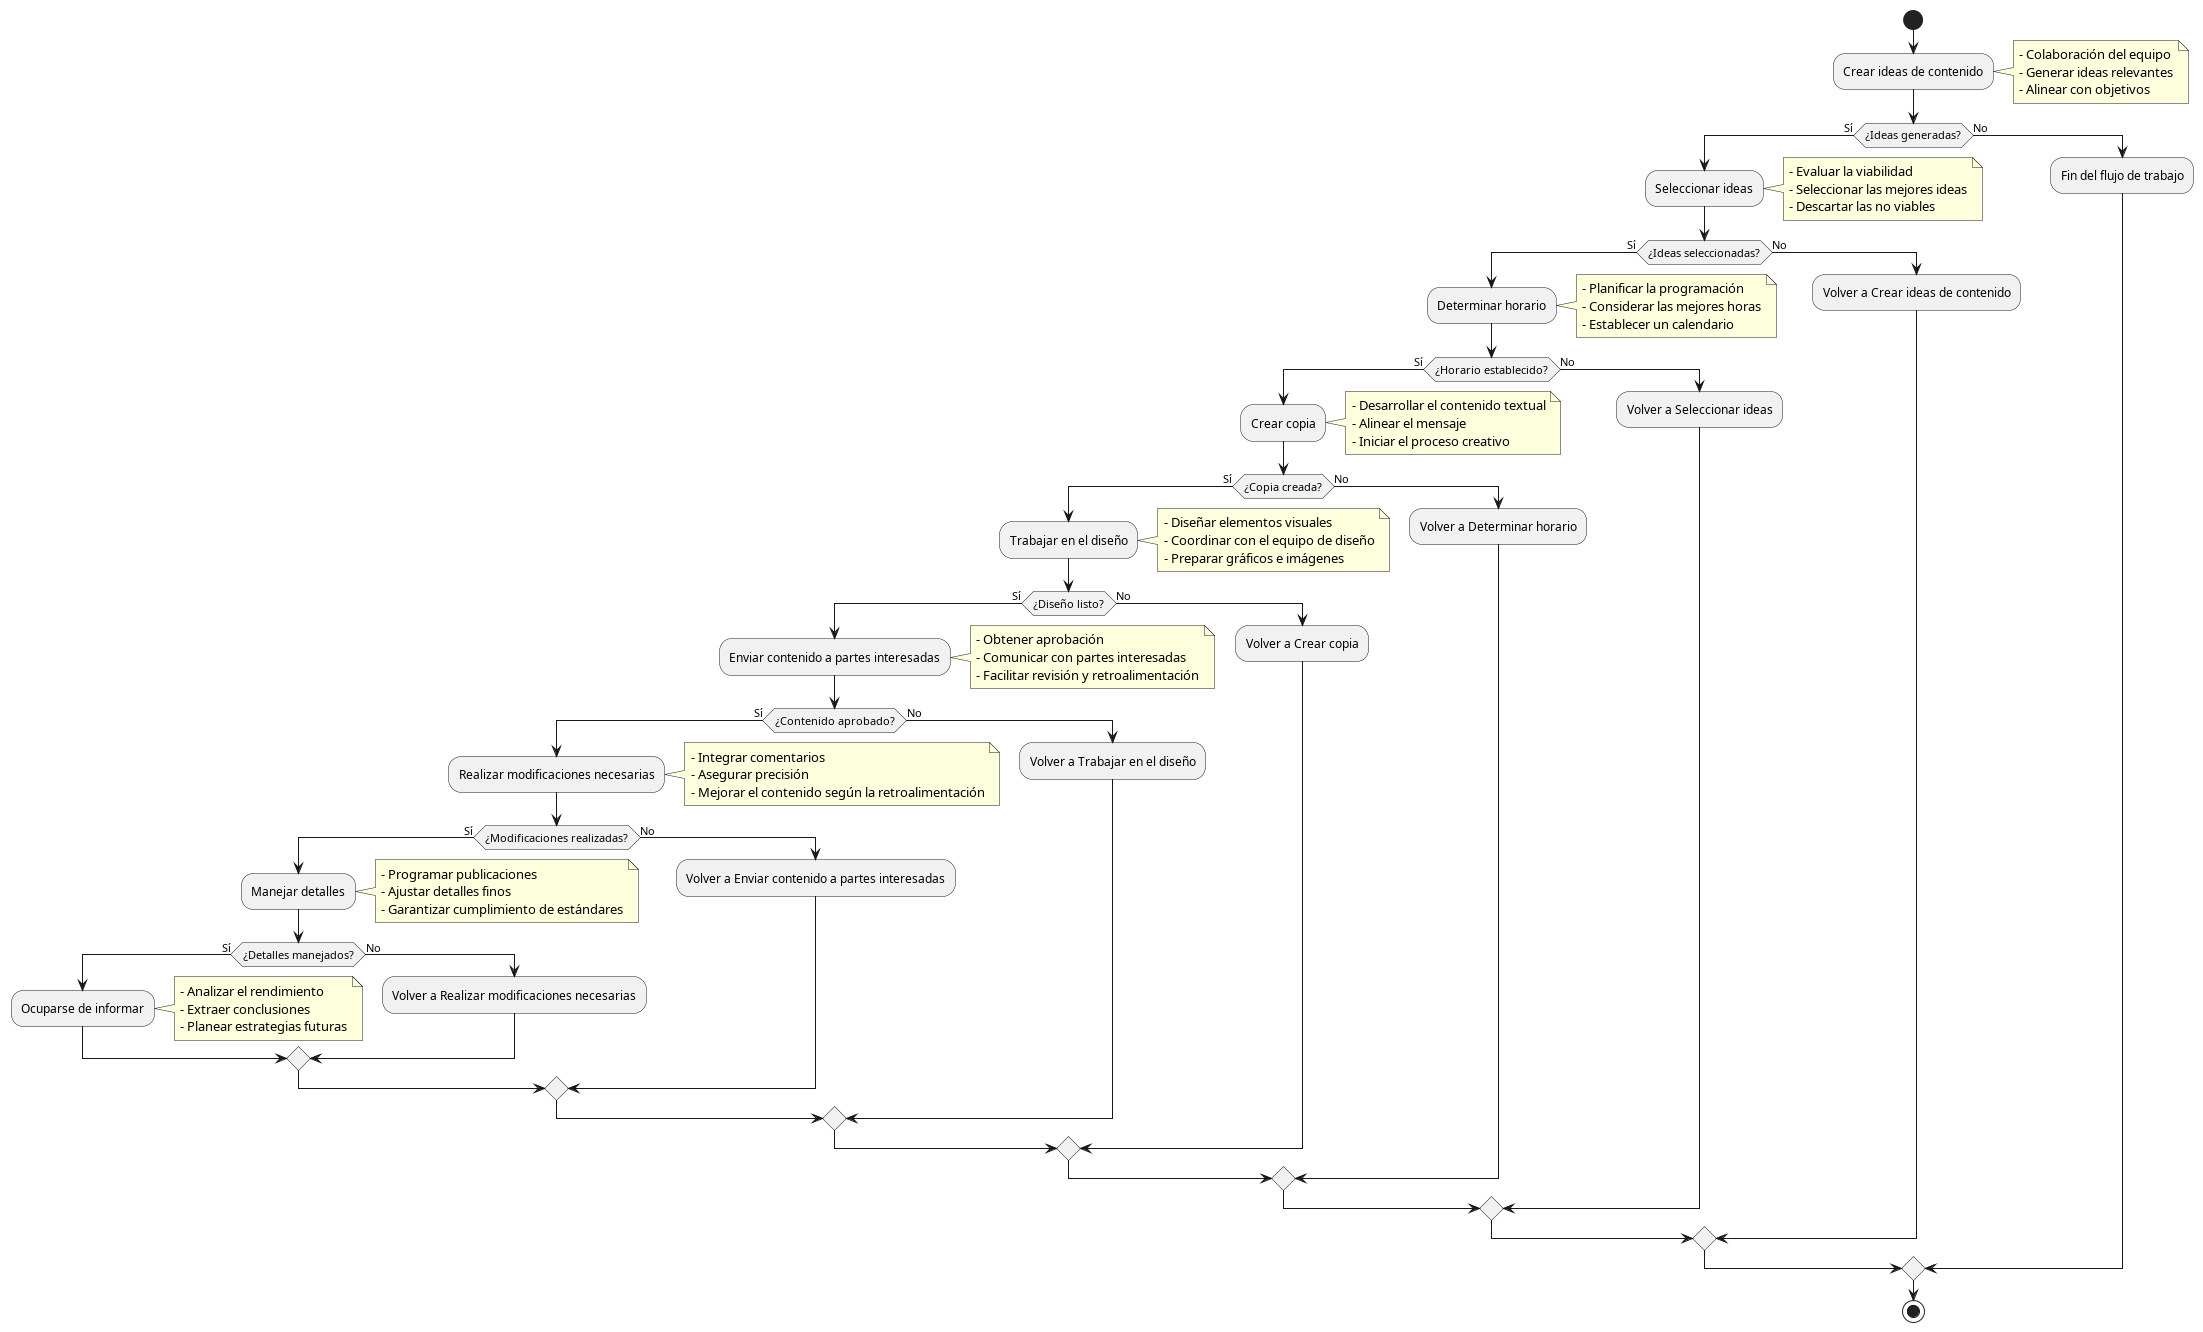 Crear ideas de contenido
- Colaboración del equipo
- Generar ideas relevantes
- Alinear con objetivos
Sí
¿Ideas generadas?
No
Seleccionar ideas
- Evaluar la viabilidad
- Seleccionar las mejores ideas
- Descartar las no viables
Fin del flujo de trabajo
Sí
¿Ideas seleccionadas?
No
Determinar horario
- Planificar la programación
- Considerar las mejores horas
- Establecer un calendario
Volver a Crear ideas de contenido
Sí
¿Horario establecido?
No
Crear copia
- Desarrollar el contenido textual
- Alinear el mensaje
- Iniciar el proceso creativo
Volver a Seleccionar ideas
Sí
¿Copia creada?
No
Trabajar en el diseño
- Diseñar elementos visuales
- Coordinar con el equipo de diseño
- Preparar gráficos e imágenes
Volver a Determinar horario
Sí
¿Diseño listo?
No
Enviar contenido a partes interesadas
- Obtener aprobación
- Comunicar con partes interesadas
- Facilitar revisión y retroalimentación
Volver a Crear copia
Sí
¿Contenido aprobado?
No
Realizar modificaciones necesarias
- Integrar comentarios
- Asegurar precisión
- Mejorar el contenido según la retroalimentación
Volver a Trabajar en el diseño
Sí
¿Modificaciones realizadas?
No
Manejar detalles
- Programar publicaciones
- Ajustar detalles finos
- Garantizar cumplimiento de estándares
Volver a Enviar contenido a partes interesadas
Sí
¿Detalles manejados?
No
Ocuparse de informar
- Analizar el rendimiento
- Extraer conclusiones
- Planear estrategias futuras
Volver a Realizar modificaciones necesarias